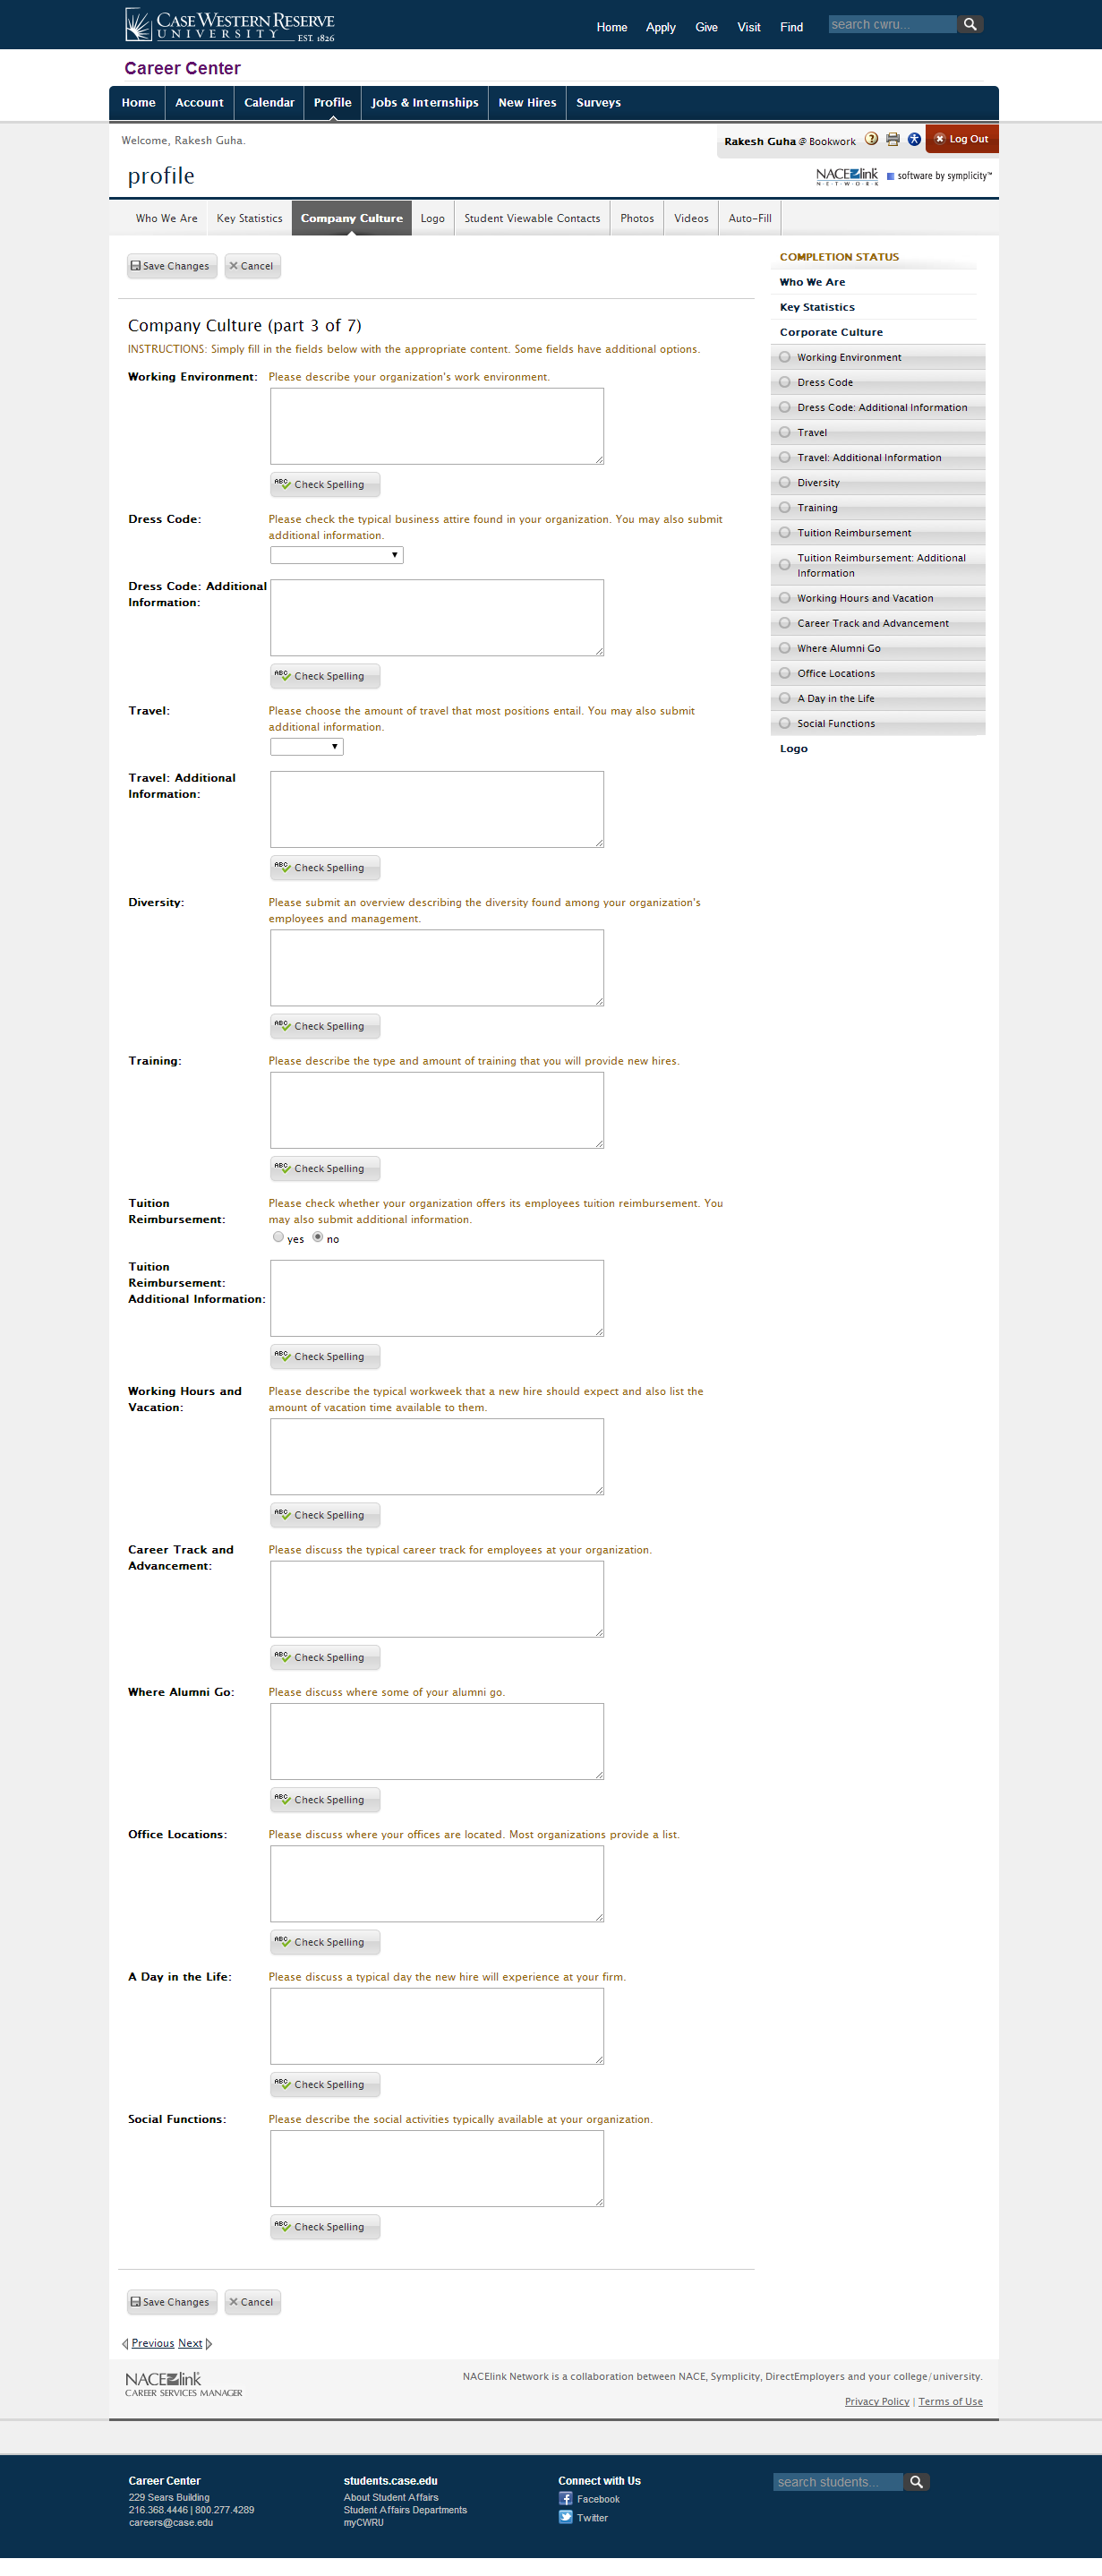 CASE WESTERN RESERVE
UNIVERSITY EST. 1826
Home Apply Give Visit Find search cwru...
Career Center
Home Account Calendar Profile Jobs & Internships New Hires Surveys
Welcome, Rakesh Guha.
Rakesh Guha @ Bookwork ? Log Out
profile
NACElink
NETWORK
software by symplicity™
Who We Are Key Statistics Company Culture Logo Student Viewable Contacts Photos Videos Auto-Fill
Save Changes Cancel
Company Culture (part 3 of 7)
INSTRUCTIONS: Simply fill in the fields below with the appropriate content. Some fields have additional options.
Working Environment: Please describe your organization's work environment.
ABC Check Spelling
Dress Code: Please check the typical business attire found in your organization. You may also submit
additional information.
Dress Code: Additional
Information:
ABC Check Spelling
Travel: Please choose the amount of travel that most positions entail. You may also submit
additional information.
Travel: Additional
Information:
ABC Check Spelling
Diversity: Please submit an overview describing the diversity found among your organization's
employees and management.
ABC Check Spelling
Training: Please describe the type and amount of training that you will provide new hires.
ABC Check Spelling
Tuition Please check whether your organization offers its employees tuition reimbursement. You
Reimbursement: may also submit additional information.
yes no
Tuition
Reimbursement:
Additional Information:
ABC Check Spelling
Working Hours and Please describe the typical workweek that a new hire should expect and also list the
Vacation: amount of vacation time available to them.
ABC Check Spelling
Career Track and Please discuss the typical career track for employees at your organization.
Advancement:
ABC Check Spelling
Where Alumni Go: Please discuss where some of your alumni go.
ABC Check Spelling
Office Locations: Please discuss where your offices are located. Most organizations provide a list.
ABC Check Spelling
A Day in the Life: Please discuss a typical day the new hire will experience at your firm.
ABC Check Spelling
Social Functions: Please describe the social activities typically available at your organization.
ABC Check Spelling
Save Changes Cancel
Previous Next
COMPLETION STATUS
Who We Are
Key Statistics
Corporate Culture
Working Environment
Dress Code
Dress Code: Additional Information
Travel
Travel: Additional Information
Diversity
Training
Tuition Reimbursement
Tuition Reimbursement: Additional
Information
Working Hours and Vacation
Career Track and Advancement
Where Alumni Go
Office Locations
A Day in the Life
Social Functions
Logo
NACElink
CAREER SERVICES MANAGER
NACElink Network is a collaboration between NACE, Symplicity, DirectEmployers and your college/university.
Privacy Policy | Terms of Use
Career Center
229 Sears Building
216.368.4446 | 800.277.4289
careers@case.edu
students.case.edu
About Student Affairs
Student Affairs Departments
myCWRU
Connect with Us
Facebook
Twitter
search students...